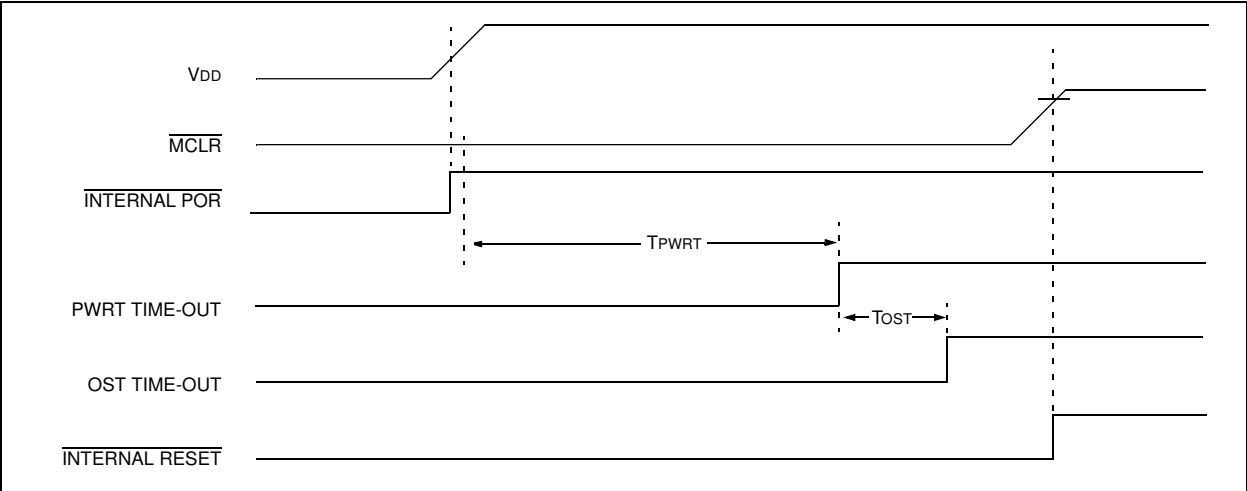 VDD
MCLR
INTERNAL POR
TPWRT
PWRT TIME-OUT
TOST
OST TIME-OUT
INTERNAL RESET